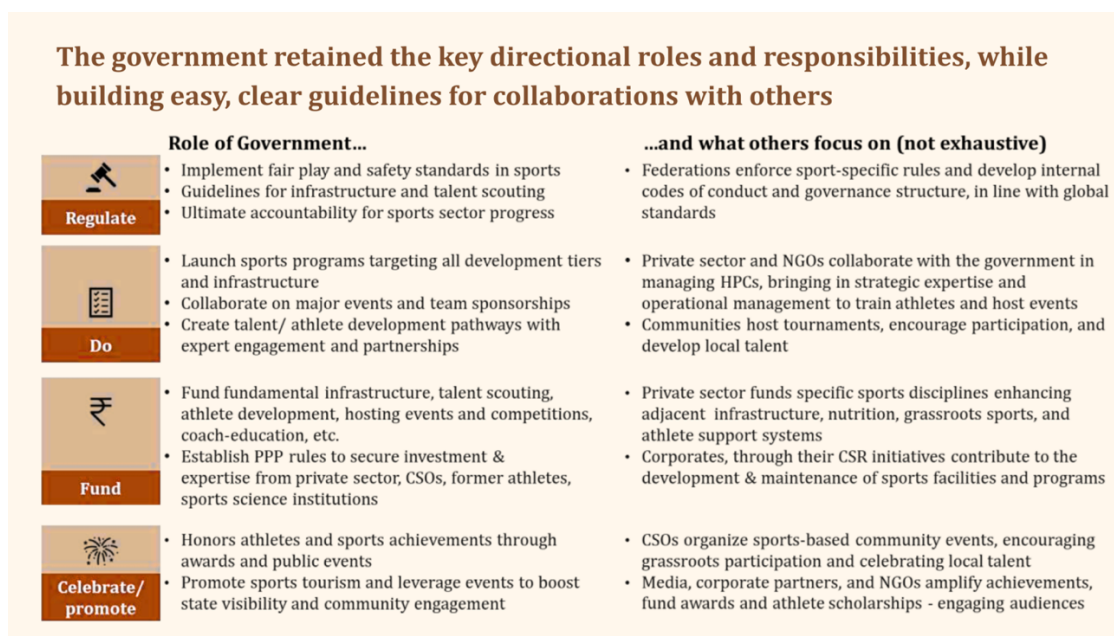 The government retained the key directional roles and responsibilities, while
building easy, clear guidelines for collaborations with others
Role of Government...
...and what others focus on (not exhaustive)
Regulate
• Implement fair play and safety standards in sports
• Guidelines for infrastructure and talent scouting
• Ultimate accountability for sports sector progress
• Federations enforce sport-specific rules and develop internal
codes of conduct and governance structure, in line with global
standards
Do
• Launch sports programs targeting all development tiers
and infrastructure
• Collaborate on major events and team sponsorships
• Create talent/ athlete development pathways with
expert engagement and partnerships
• Private sector and NGOs collaborate with the government in
managing HPCs, bringing in strategic expertise and
operational management to train athletes and host events
• Communities host tournaments, encourage participation, and
develop local talent
₹
Fund
• Fund fundamental infrastructure, talent scouting,
athlete development, hosting events and competitions,
coach-education, etc.
• Establish PPP rules to secure investment &
expertise from private sector, CSOs, former athletes,
sports science institutions
• Private sector funds specific sports disciplines enhancing
adjacent infrastructure, nutrition, grassroots sports, and
athlete support systems
• Corporates, through their CSR initiatives contribute to the
development & maintenance of sports facilities and programs
Celebrate/
promote
• Honors athletes and sports achievements through
awards and public events
• Promote sports tourism and leverage events to boost
state visibility and community engagement
• CSOs organize sports-based community events, encouraging
grassroots participation and celebrating local talent
• Media, corporate partners, and NGOs amplify achievements,
fund awards and athlete scholarships - engaging audiences